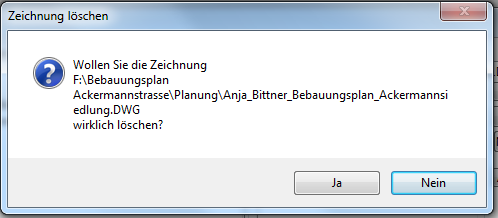 Zeichnung löschen
Wollen Sie die Zeichnung
F:\Bebauungsplan
Ackermannstrasse\Planung\Anja_Bittner_Bebauungsplan_Ackermannsi
edlung.DWG
wirklich löschen?
Ja
Nein